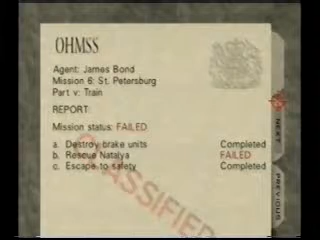 OHMSS
Agent: James Bond
Mission 6: St. Petersburg
Part v: Train
REPORT:
Mission status: FAILED
a. Destroy brake units Completed
b. Rescue Natalya FAILED
c. Escape to safety Completed
CLASSIFIED
NEXT
PREVIOUS